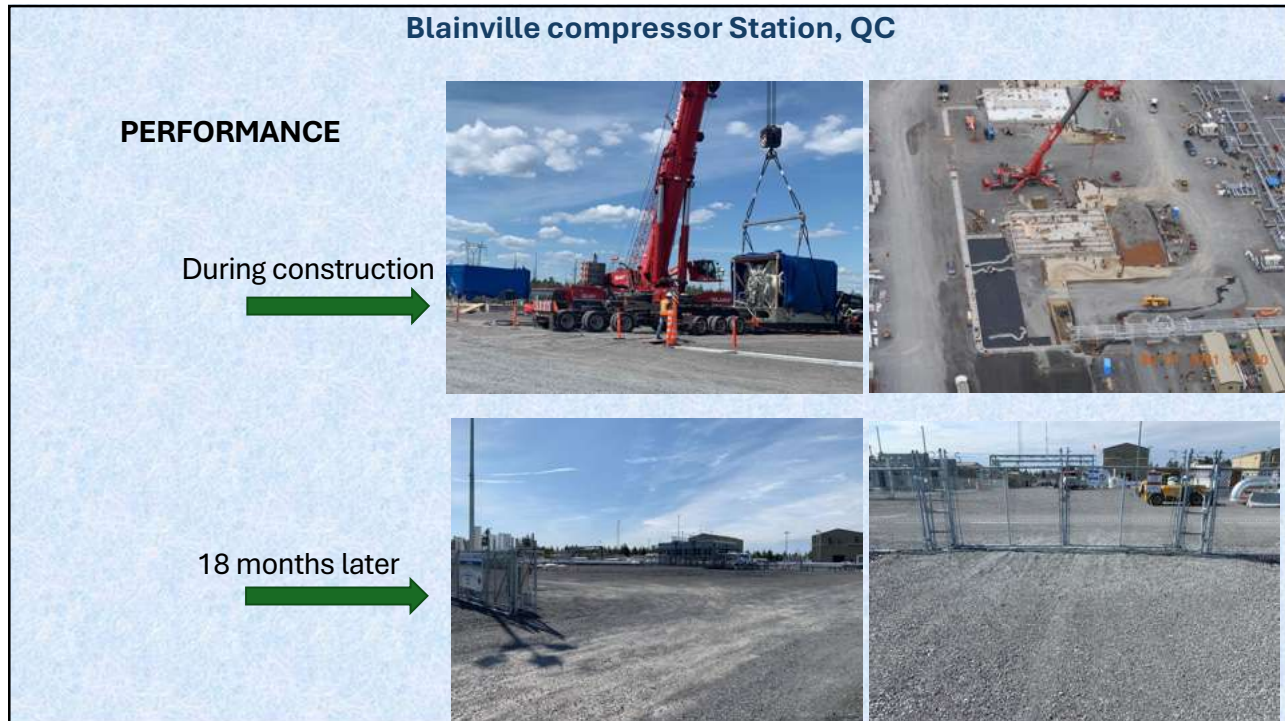 Blainville compressor Station, QC
PERFORMANCE
During construction
18 months later